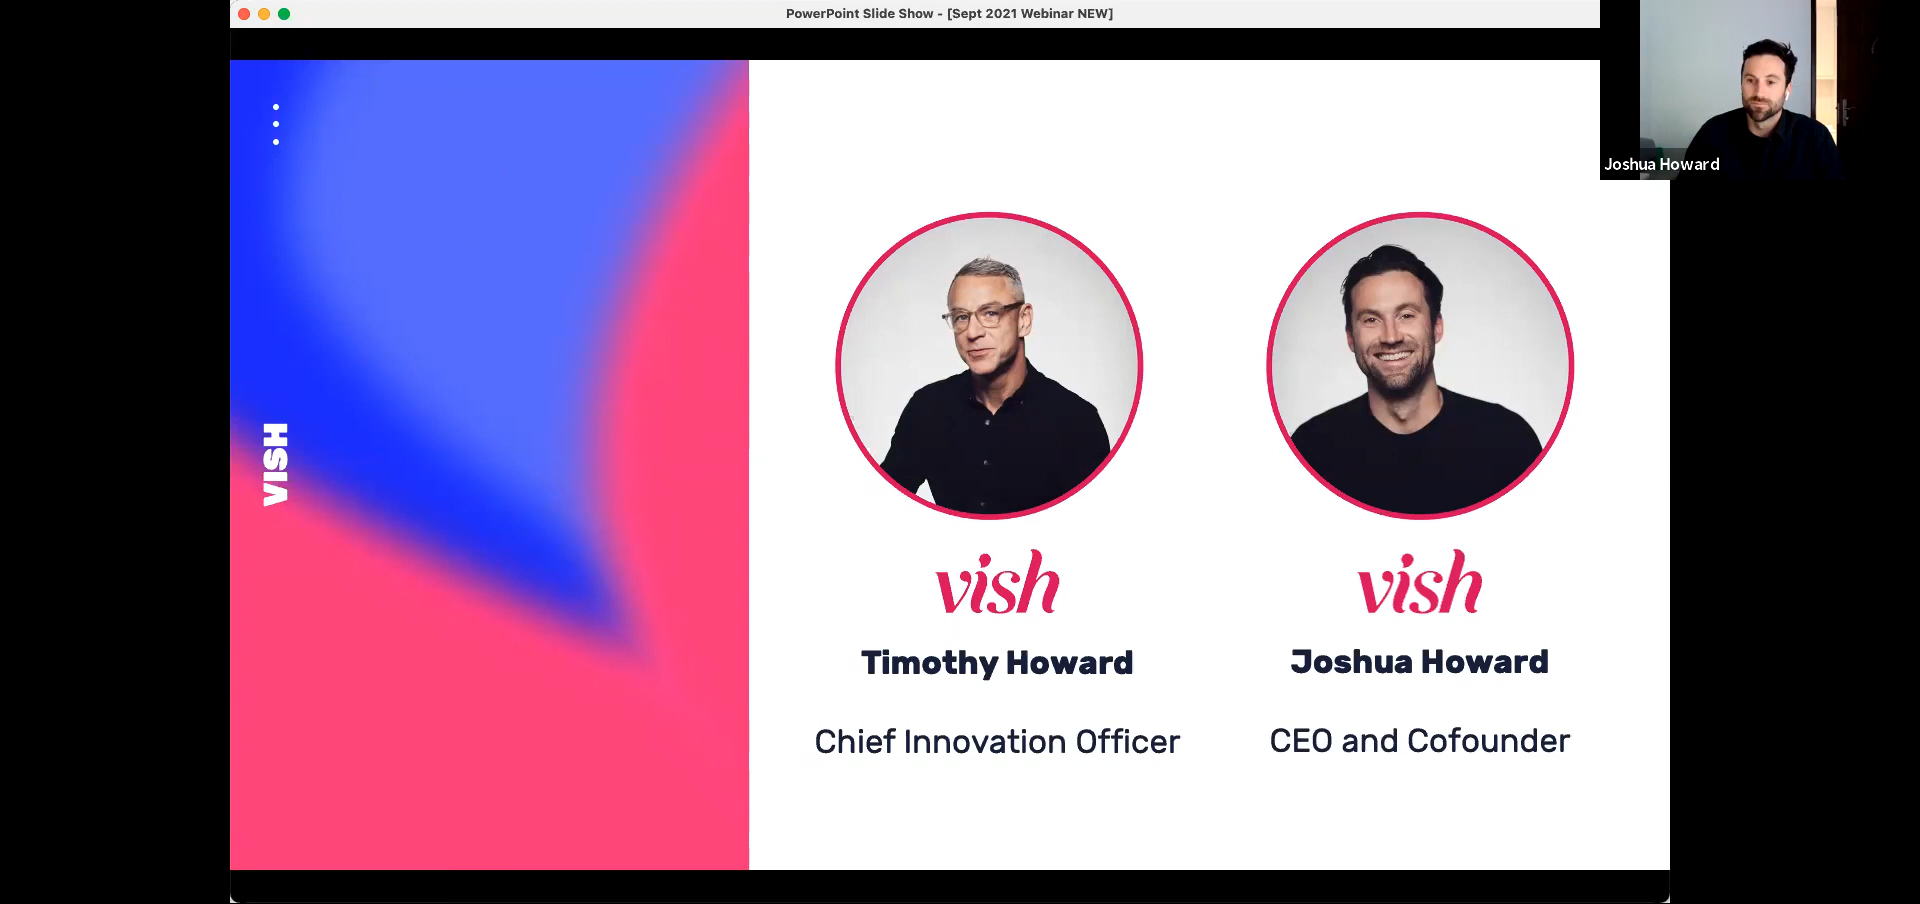 PowerPoint Slide Show - [Sept 2021 Webinar NEW]
Joshua Howard
VISH
vish
vish
Timothy Howard
Joshua Howard
Chief Innovation Officer
CEO and Cofounder